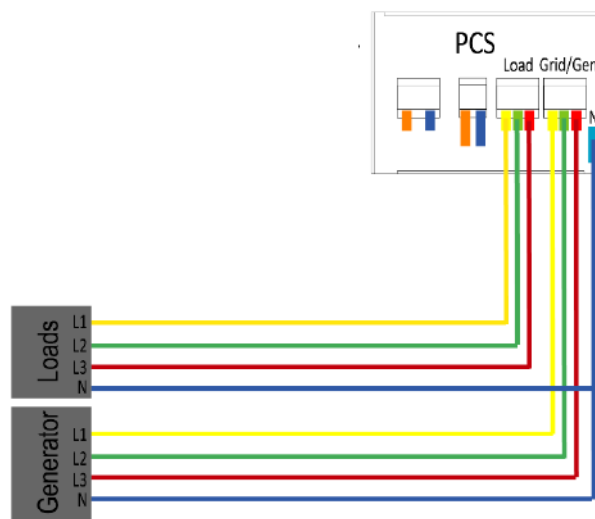 PCS
Load Grid/Gen
N
Loads
L1
L2
L3
N
Generator
L1
L2
L3
N